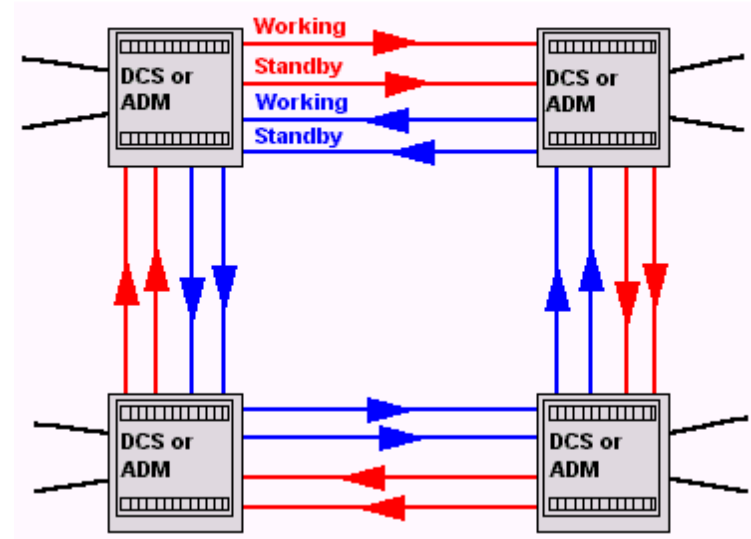 Working
Standby
Working
Standby
DCS or
ADM
DCS or
ADM
DCS or
ADM
DCS or
ADM